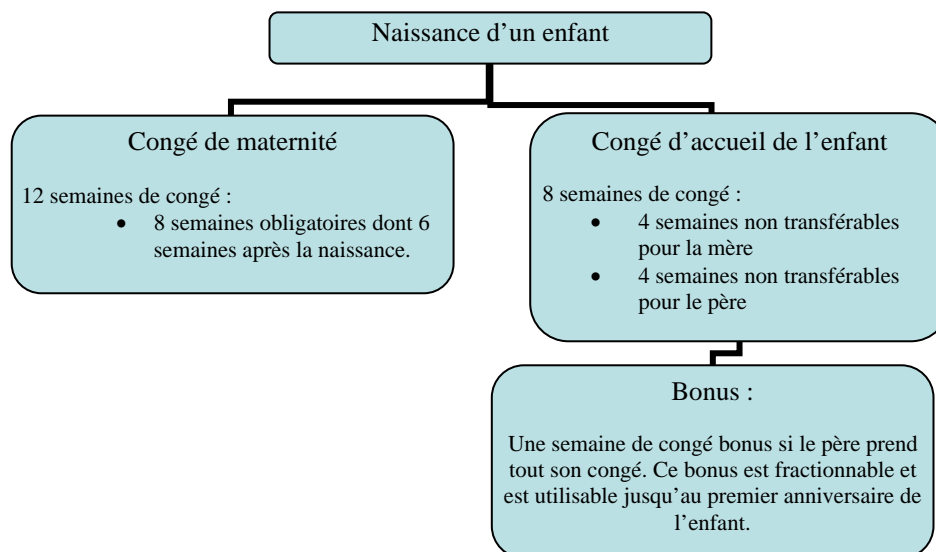 Naissance d’un enfant
Congé de maternité
12 semaines de congé :
• 8 semaines obligatoires dont 6
semaines après la naissance.
Congé d’accueil de l’enfant
8 semaines de congé :
• 4 semaines non transférables
pour la mère
• 4 semaines non transférables
pour le père
Bonus :
Une semaine de congé bonus si le père prend
tout son congé. Ce bonus est fractionnable et
est utilisable jusqu’au premier anniversaire de
l’enfant.